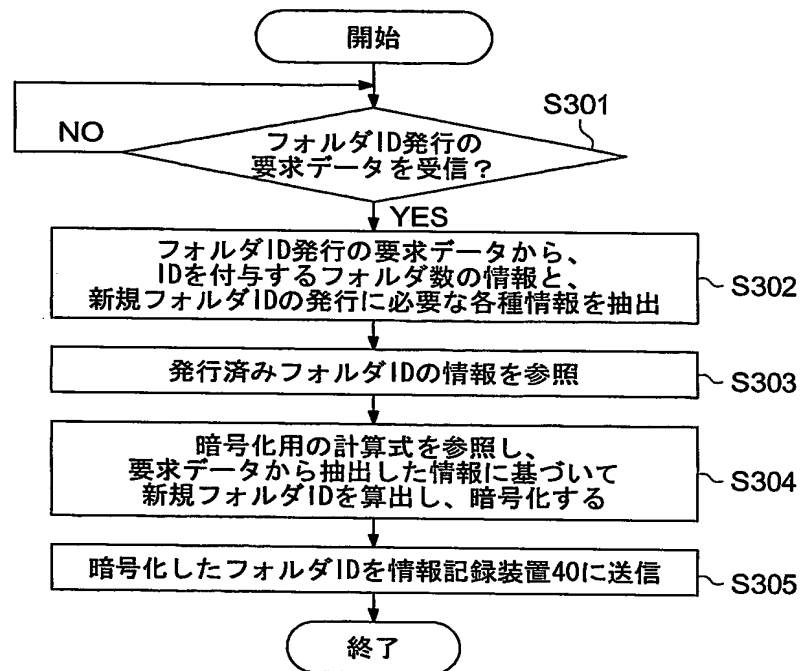 開始
S301
NO
フォルダID発行の
要求データを受信？
YES
フォルダID発行の要求データから、
IDを付与するフォルダ数の情報と、
新規フォルダIDの発行に必要な各種情報を抽出
S302
発行済みフォルダIDの情報を参照
S303
暗号化用の計算式を参照し、
要求データから抽出した情報に基づいて
新規フォルダIDを算出し、暗号化する
S304
暗号化したフォルダIDを情報記録装置40に送信
S305
終了